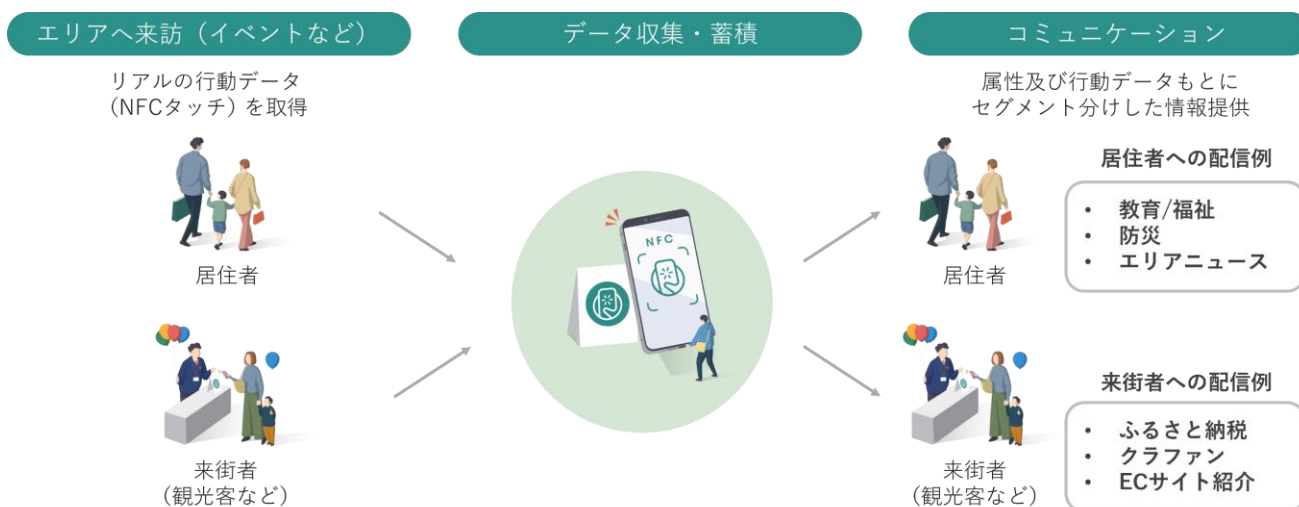 エリアへ来訪（イベントなど）
リアルの行動データ
（NFCタッチ）を取得
居住者
来街者
（観光客など）
データ収集・蓄積
NFC
コミュニケーション
属性及び行動データもとに
セグメント分けした情報提供
居住者
居住者への配信例
• 教育/福祉
• 防災
• エリアニュース
来街者
（観光客など）
来街者への配信例
• ふるさと納税
• クラファン
• ECサイト紹介